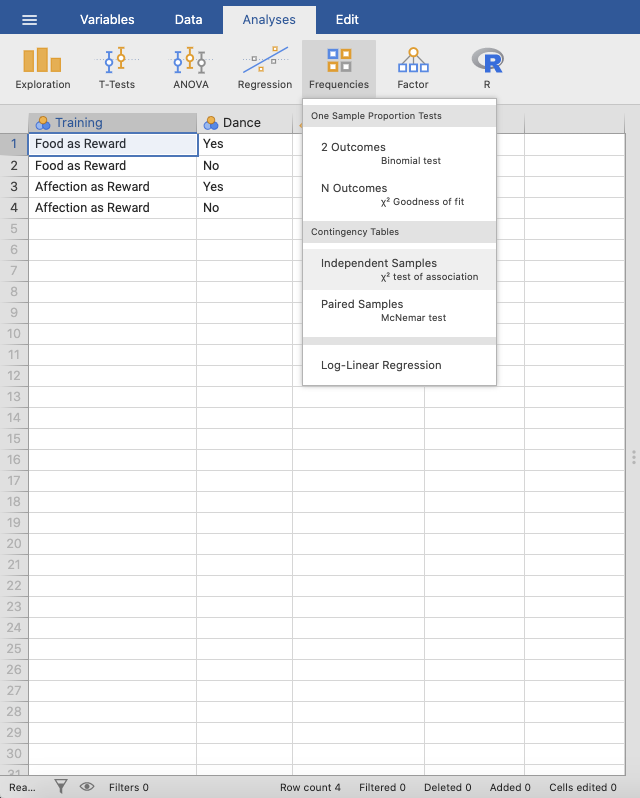 Variables Data Analyses Edit
Exploration T-Tests ANOVA Regression Frequencies Factor R
One Sample Proportion Tests
2 Outcomes
Binomial test
N Outcomes
χ² Goodness of fit
Contingency Tables
Independent Samples
χ² test of association
Paired Samples
McNemar test
Log-Linear Regression
Training Dance
1 Food as Reward Yes
2 Food as Reward No
3 Affection as Reward Yes
4 Affection as Reward No
5
6
7
8
9
10
11
12
13
14
15
16
17
18
19
20
21
22
23
24
25
26
27
28
29
30
31
Rea... Filters 0 Row count 4 Filtered 0 Deleted 0 Added 0 Cells edited 0